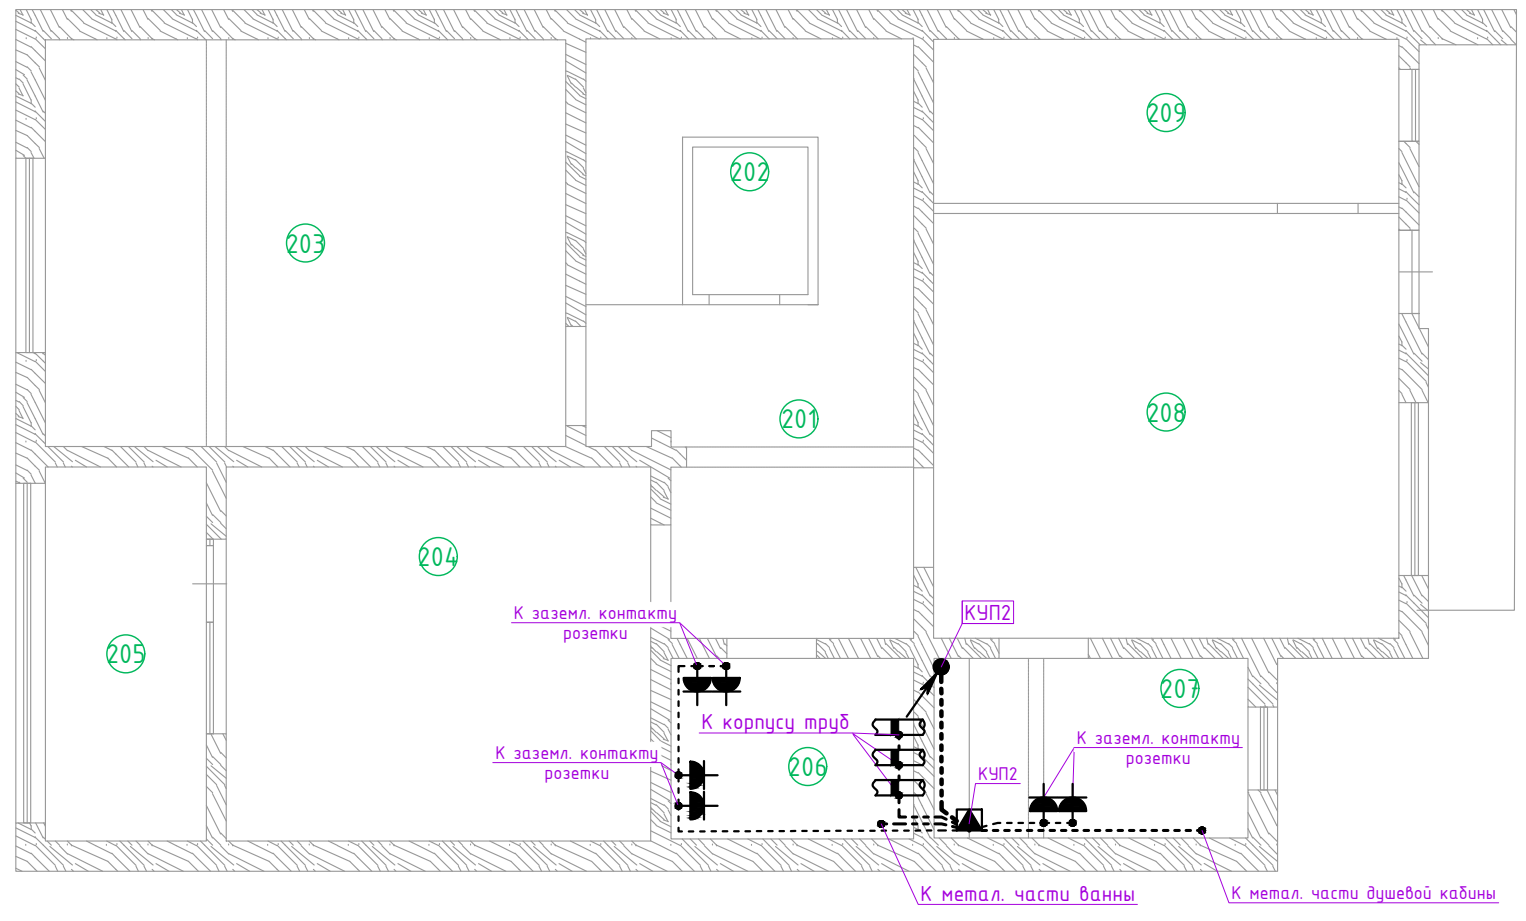 209
202
203
201
208
204
К заземл. контакту
розетки
КУП2
205
207
К корпусу труб
К заземл. контакту
розетки
К заземл. контакту
розетки
206
КУП2
К метал. части ванны
К метал. части душевой кабины